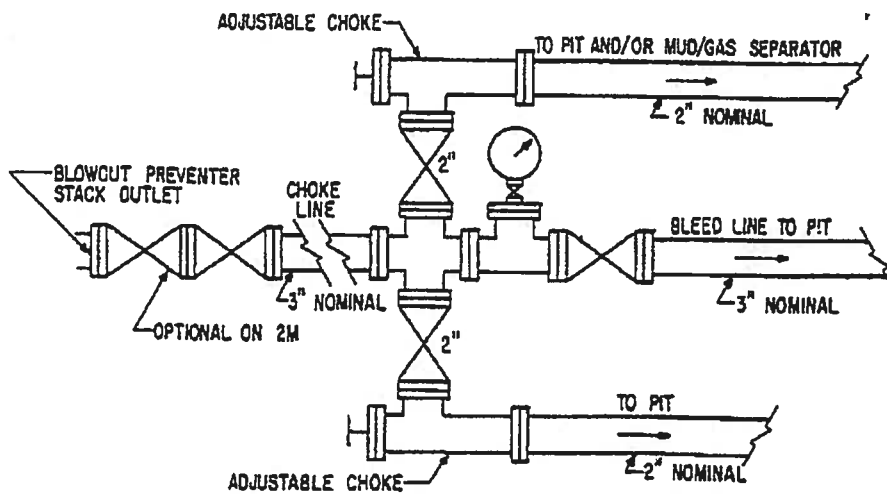 ADJUSTABLE CHOKE
TO PIT AND/OR MUD/GAS SEPARATOR
2" NOMINAL
2"
BLOWOUT PREVENTER
STACK OUTLET
CHOKE
LINE
BLEED LINE TO PIT
3" NOMINAL
3" NOMINAL
OPTIONAL ON 2M
2"
TO PIT
2" NOMINAL
ADJUSTABLE CHOKE